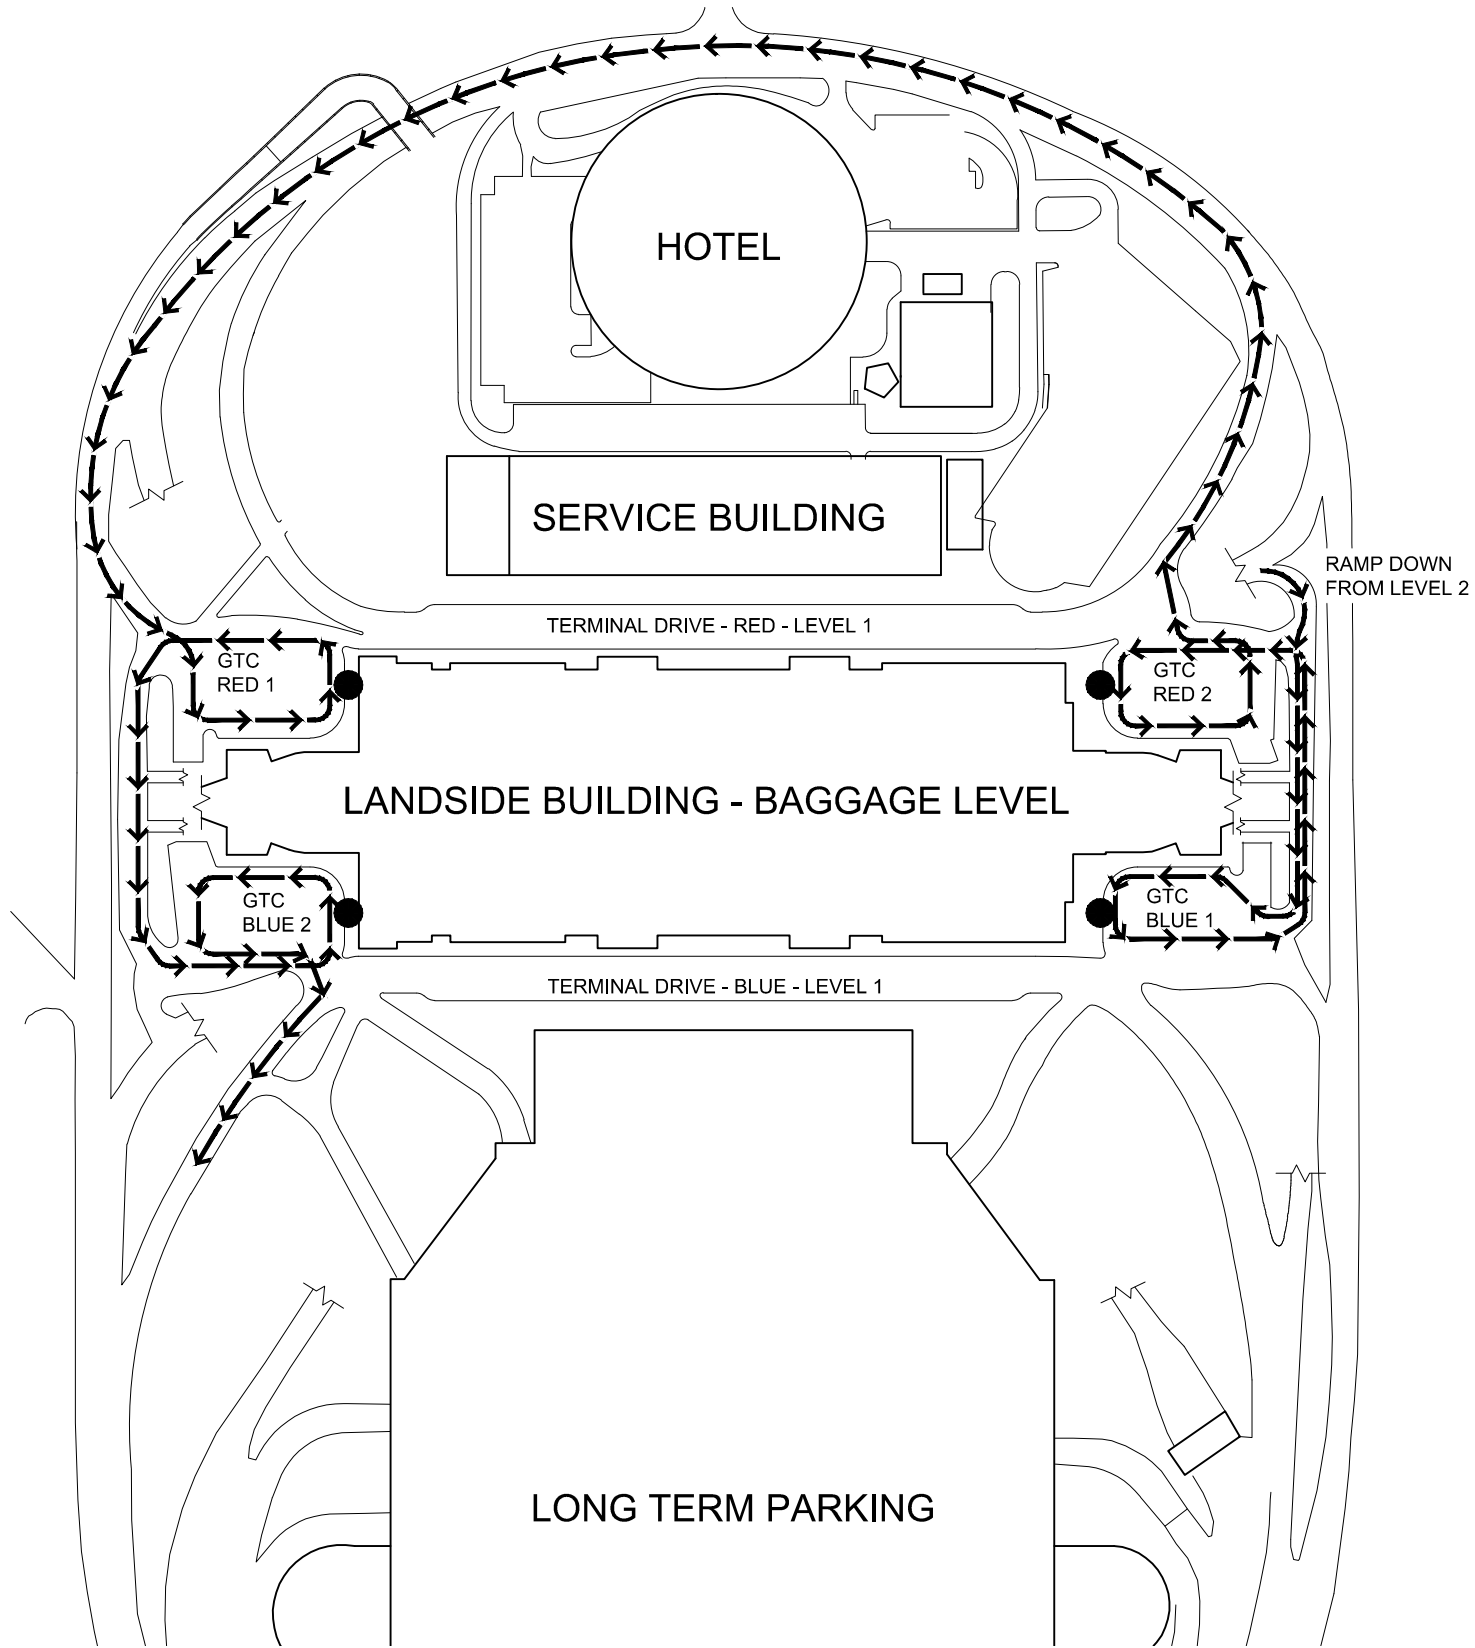 HOTEL
SERVICE BUILDING
RAMP DOWN
FROM LEVEL 2
TERMINAL DRIVE - RED - LEVEL 1
GTC
RED 1
GTC
RED 2
LANDSIDE BUILDING - BAGGAGE LEVEL
GTC
BLUE 2
GTC
BLUE 1
TERMINAL DRIVE - BLUE - LEVEL 1
LONG TERM PARKING